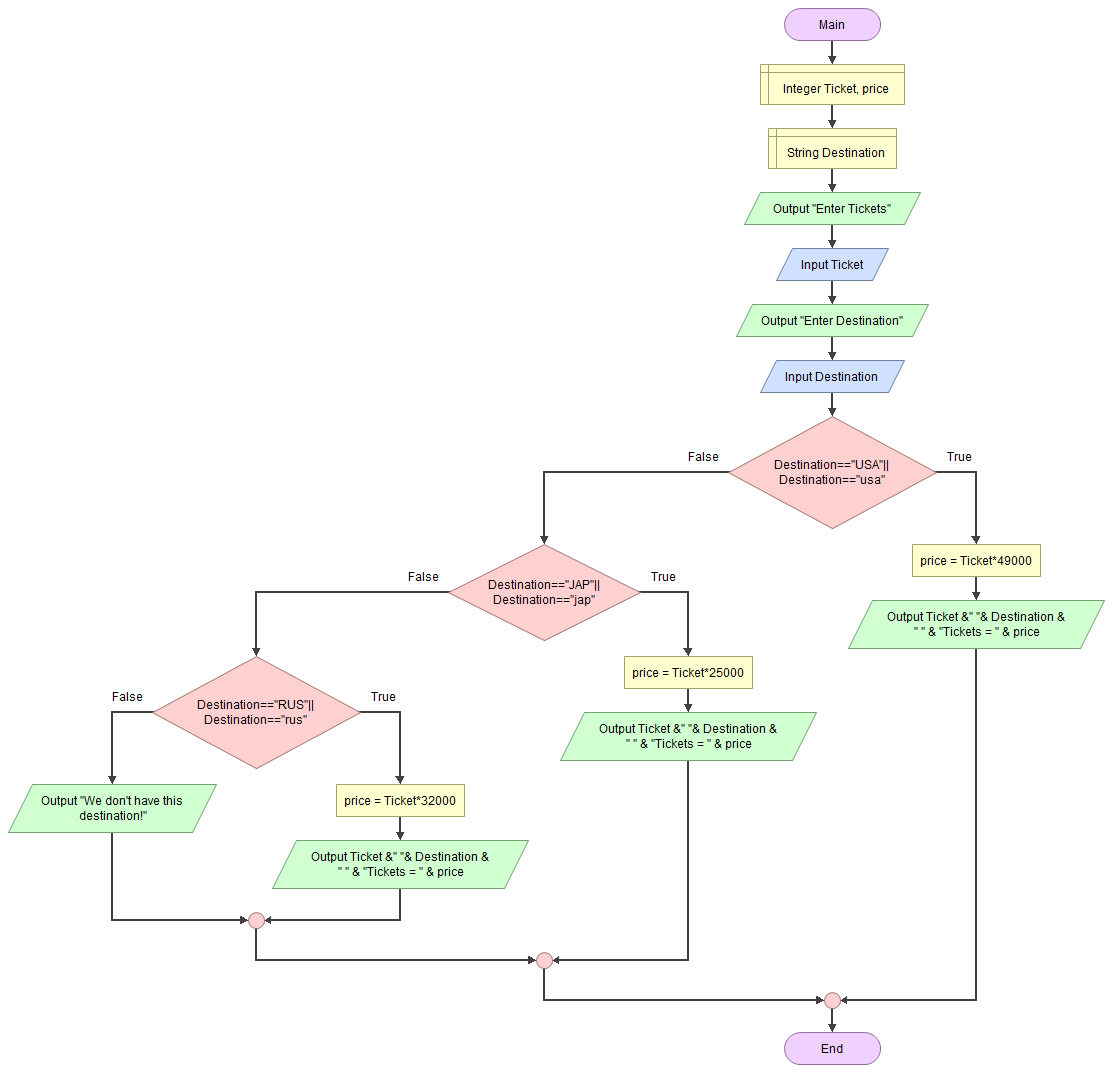 Main
Integer Ticket, price
String Destination
Output "Enter Tickets"
Input Ticket
Output "Enter Destination"
Input Destination
Destination=="USA"||
Destination=="usa"
False
True
price = Ticket*49000
Output Ticket &" "& Destination &
" " & "Tickets = " & price
Destination=="JAP"||
Destination=="jap"
False
True
price = Ticket*25000
Output Ticket &" "& Destination &
" " & "Tickets = " & price
Destination=="RUS"||
Destination=="rus"
False
True
Output "We don't have this
destination!"
price = Ticket*32000
Output Ticket &" "& Destination &
" " & "Tickets = " & price
End